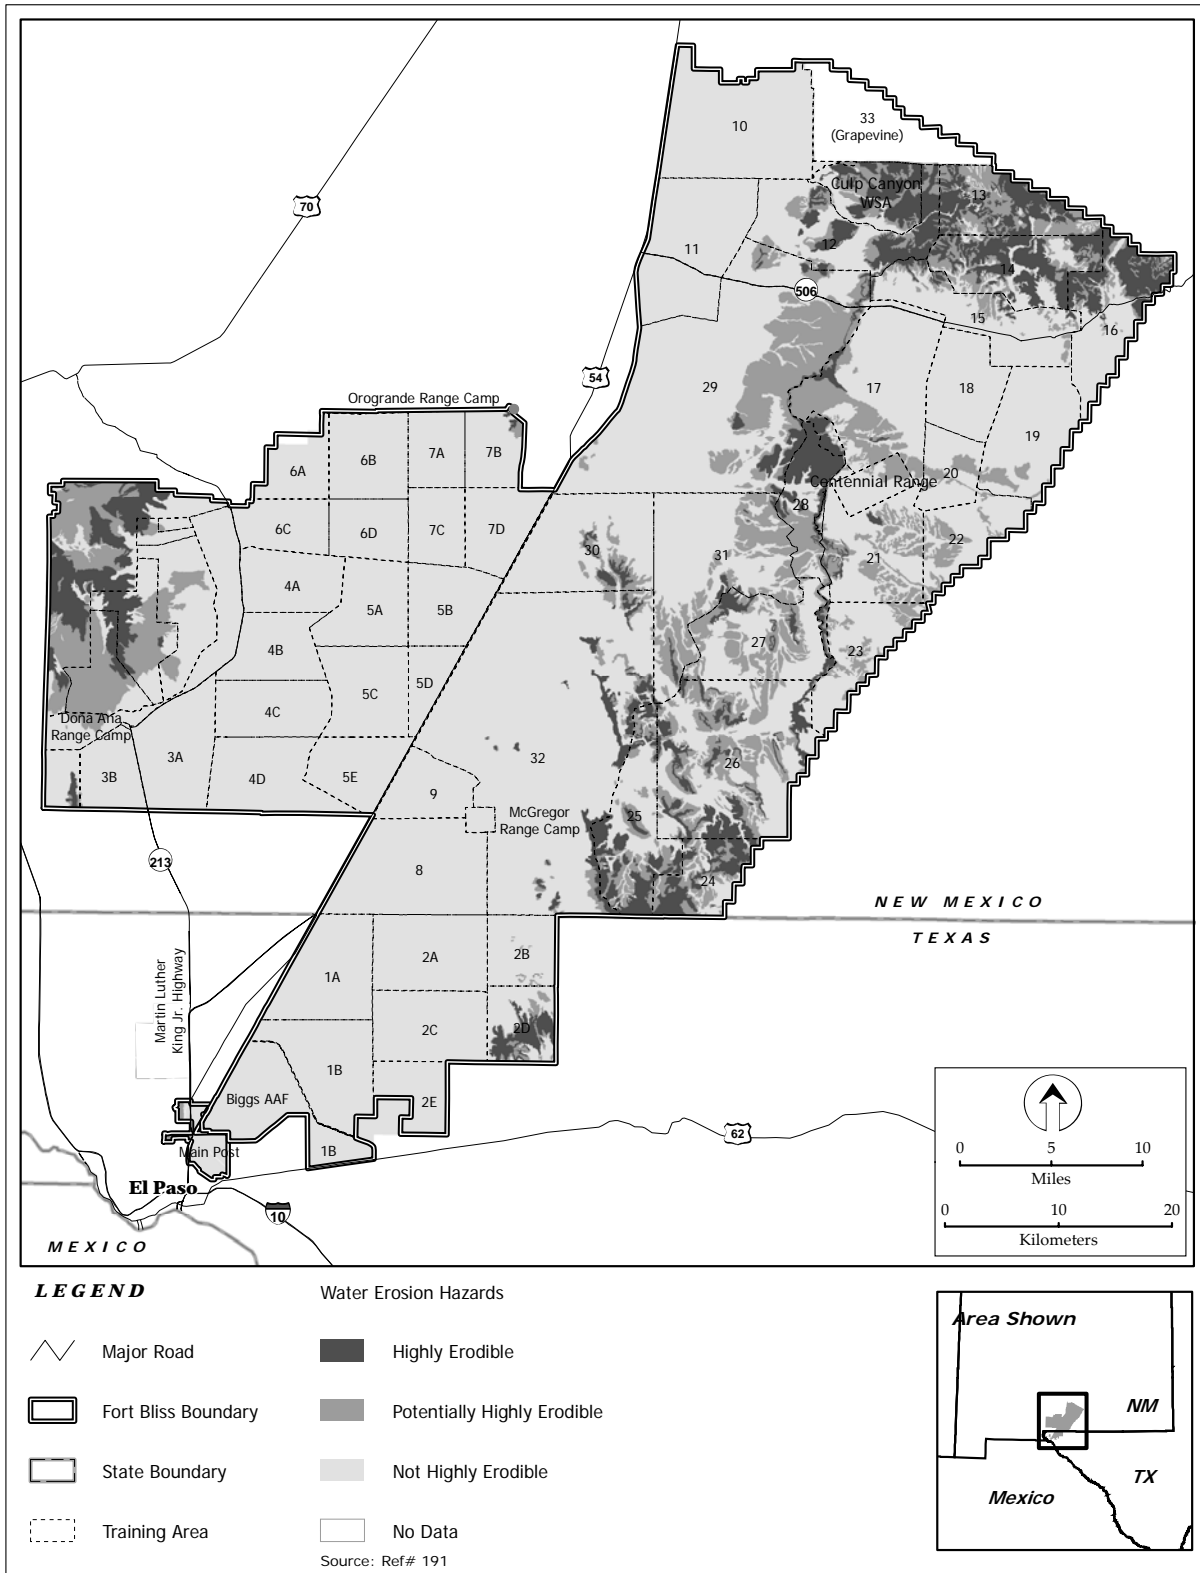 10
33
(Grapevine)
70
Culp Canyon
WSA
13
11
12
14
506
15
16
54
29
17
18
Orogrande Range Camp
19
6A
6B
7A
7B
20
Centennial Range
28
6C
6D
7C
7D
22
30
31
21
4A
5A
5B
4B
27
23
5D
5C
4C
Doña Ana
Range Camp
3A
32
26
3B
4D
5E
9
McGregor
Range Camp
25
213
8
24
NEW MEXICO
TEXAS
2A
2B
1A
Martin Luther
King Jr. Highway
2C
2D
1B
Biggs AAF
2E
62
Main Post
1B
El Paso
10
MEXICO
0
5
10
Miles
0
10
20
Kilometers
LEGEND
Water Erosion Hazards
Major Road
Highly Erodible
Fort Bliss Boundary
Potentially Highly Erodible
State Boundary
Not Highly Erodible
Training Area
No Data
Source: Ref# 191
Area Shown
NM
TX
Mexico